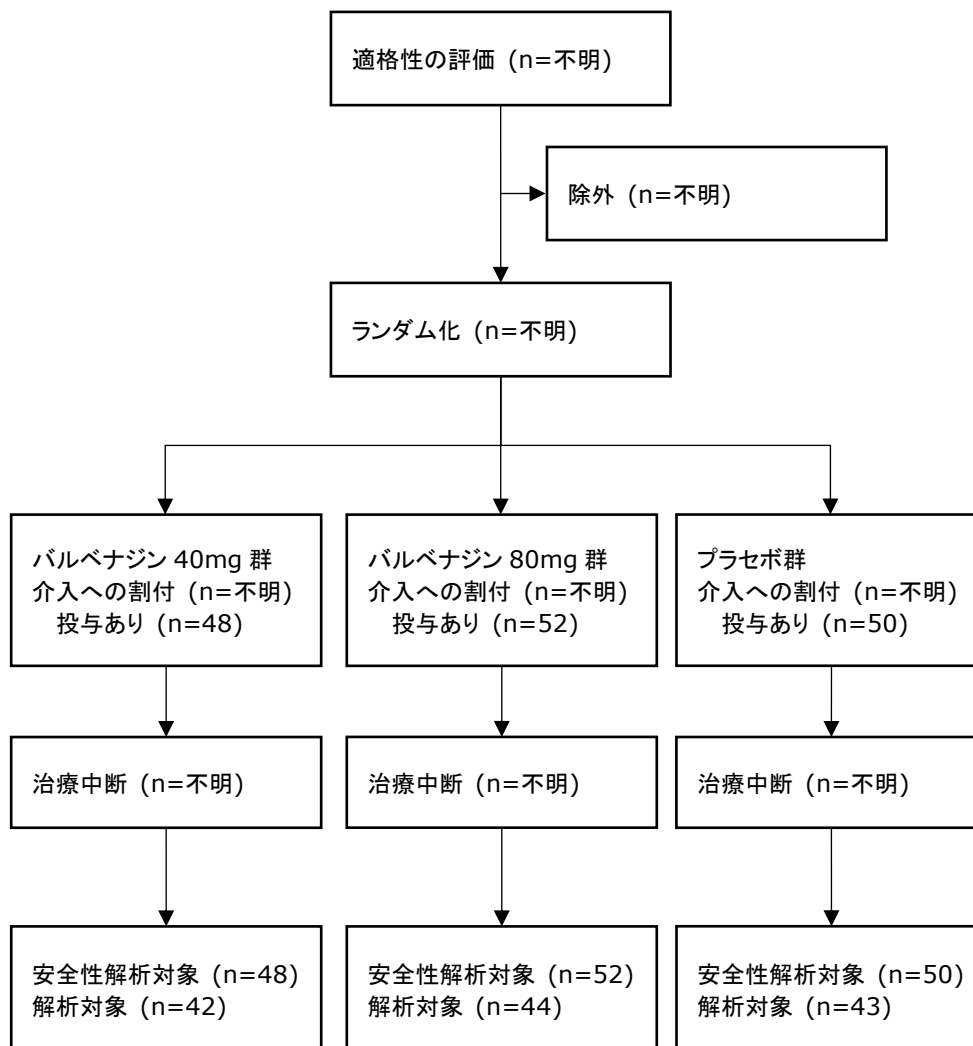 適格性の評価 (n=不明)
除外 (n=不明)
ランダム化 (n=不明)
バルベナジン 40mg 群
介入への割付 (n=不明)
投与あり (n=48)
バルベナジン 80mg 群
介入への割付 (n=不明)
投与あり (n=52)
プラセボ群
介入への割付 (n=不明)
投与あり (n=50)
治療中断 (n=不明)
治療中断 (n=不明)
治療中断 (n=不明)
安全性解析対象 (n=48)
解析対象 (n=42)
安全性解析対象 (n=52)
解析対象 (n=44)
安全性解析対象 (n=50)
解析対象 (n=43)